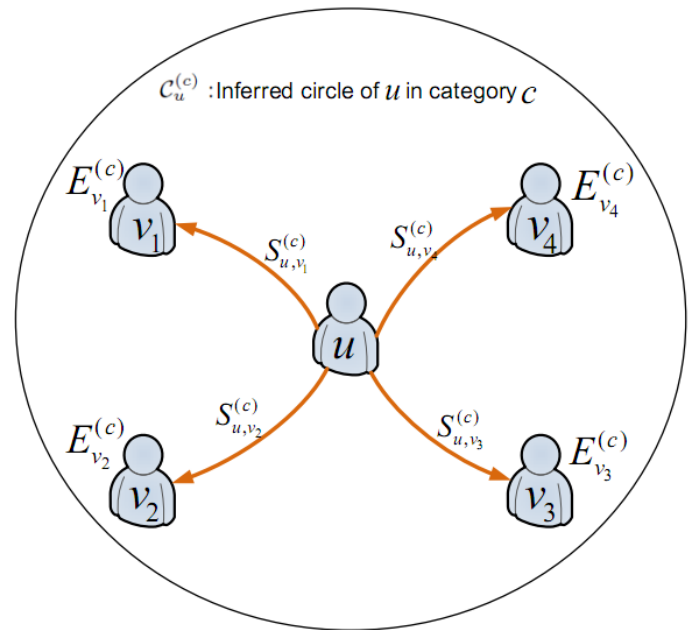 C_u^{(c)} : Inferred circle of u in category c
E_{v_1}^{(c)}
v_1
E_{v_4}^{(c)}
v_4
S_{u,v_1}^{(c)}
S_{u,v_4}^{(c)}
u
S_{u,v_2}^{(c)}
S_{u,v_3}^{(c)}
E_{v_2}^{(c)}
v_2
E_{v_3}^{(c)}
v_3